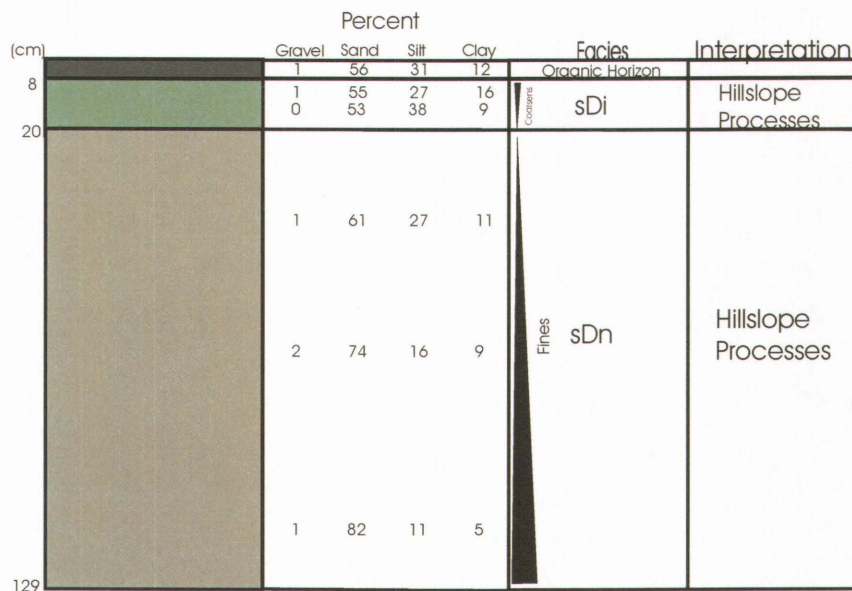 Percent
(cm) Gravel Sand Silt Clay Facies Interpretation
1 56 31 12 Organic Horizon
8 1 55 27 16 Coarsens sDi Hillslope
0 53 38 9 Processes
20
1 61 27 11
Fines sDn Hillslope
2 74 16 9 Processes
1 82 11 5
129